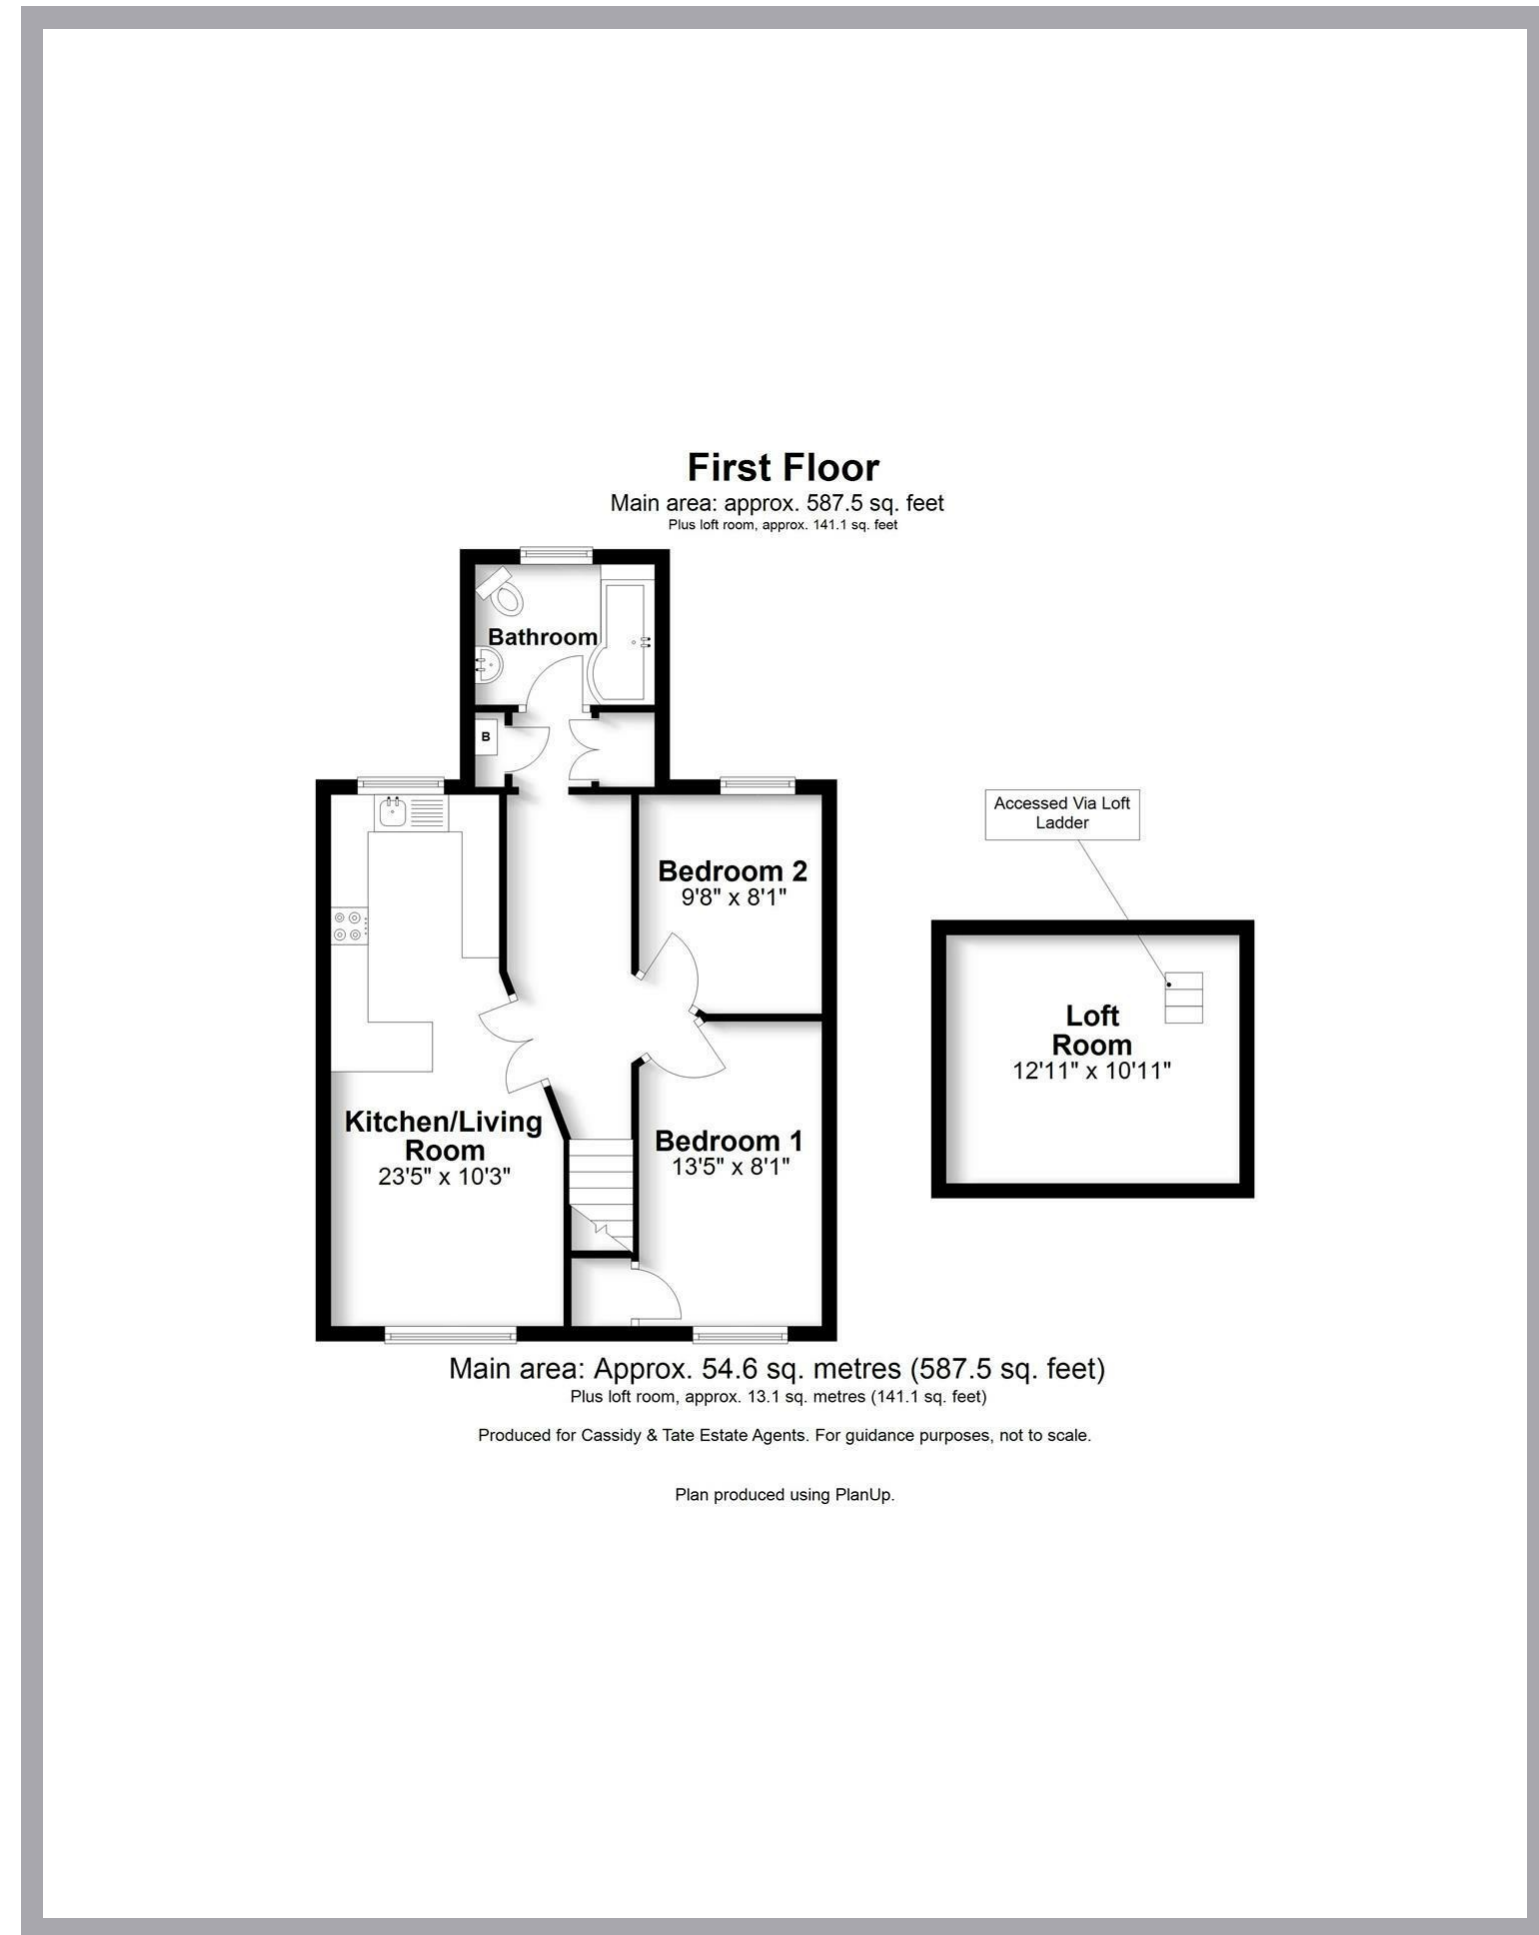 First Floor
Main area: approx. 587.5 sq. feet
Plus loft room, approx. 141.1 sq. feet
Bathroom
B
Bedroom 2
9'8" x 8'1"
Accessed Via Loft
Ladder
Loft
Room
12'11" x 10'11"
Kitchen/Living
Room
23'5" x 10'3"
Bedroom 1
13'5" x 8'1"
Main area: Approx. 54.6 sq. metres (587.5 sq. feet)
Plus loft room, approx. 13.1 sq. metres (141.1 sq. feet)
Produced for Cassidy & Tate Estate Agents. For guidance purposes, not to scale.
Plan produced using PlanUp.